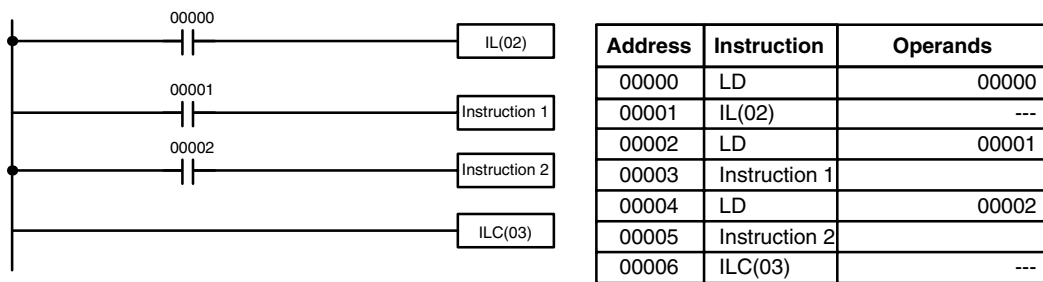 00000
IL(02)
00001
Instruction 1
00002
Instruction 2
ILC(03)
Address Instruction Operands
00000 LD 00000
00001 IL(02) ---
00002 LD 00001
00003 Instruction 1
00004 LD 00002
00005 Instruction 2
00006 ILC(03) ---